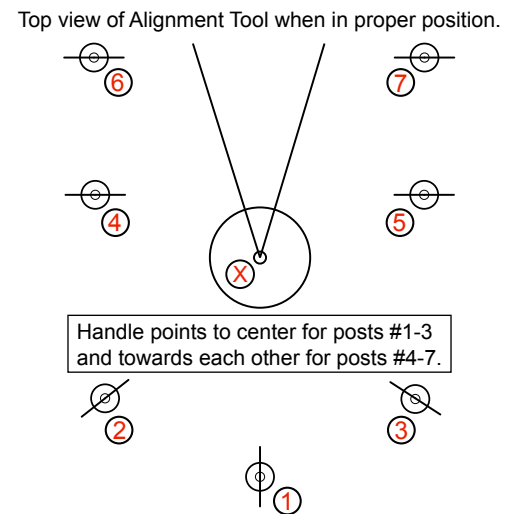 Top view of Alignment Tool when in proper position.
6
7
4
5
X
Handle points to center for posts #1-3
and towards each other for posts #4-7.
2
3
1